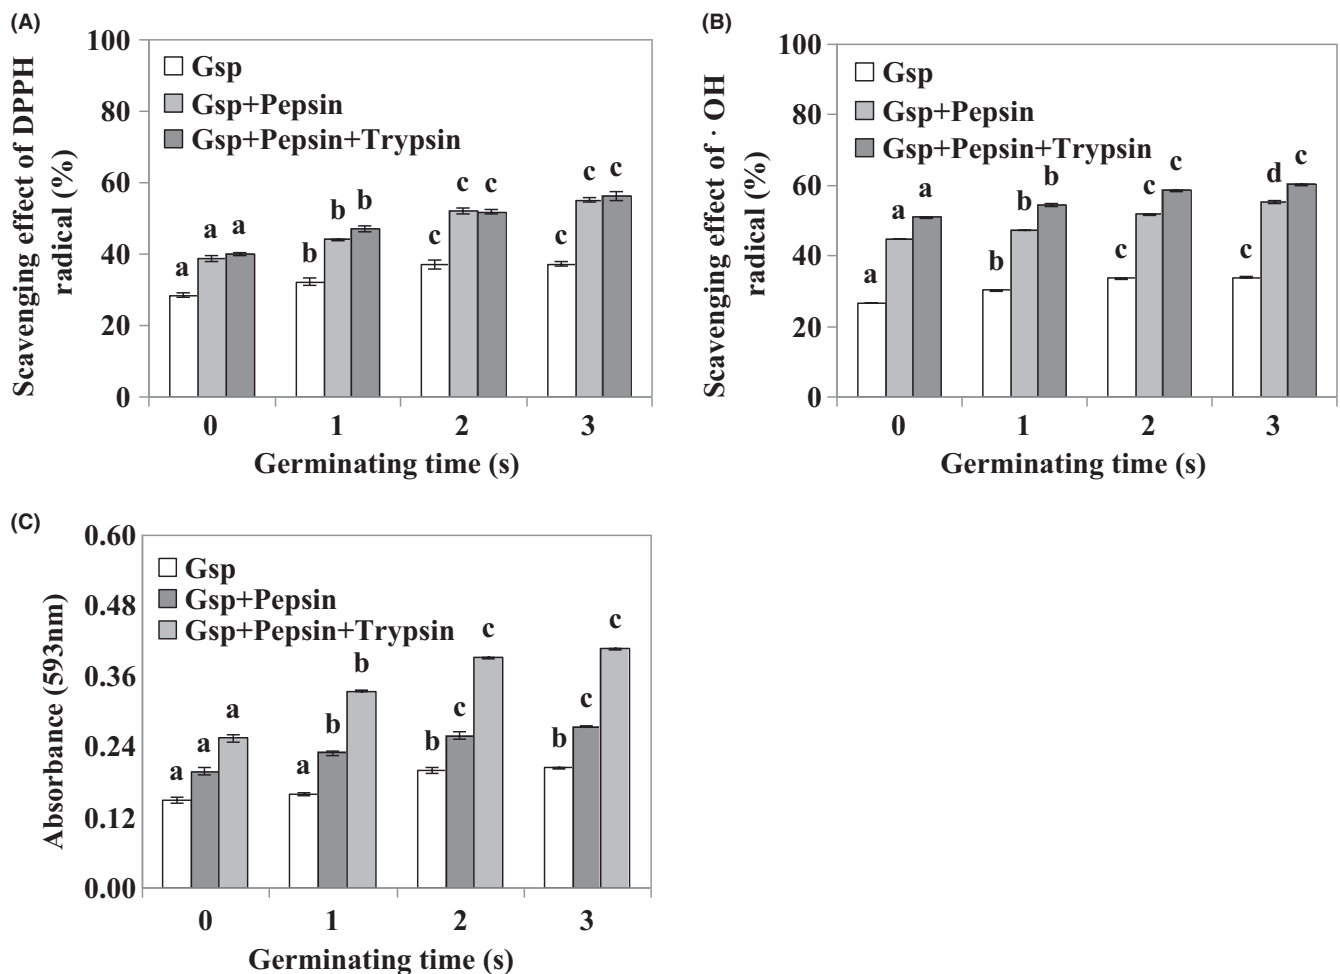 (A)
Scavenging effect of DPPH
radical (%)
100
80
60
40
20
0
Gsp
Gsp+Pepsin
Gsp+Pepsin+Trypsin
a a a
b b b
c c c
c c c
0 1 2 3
Germinating time (s)
(B)
Scavenging effect of · OH
radical (%)
100
80
60
40
20
0
Gsp
Gsp+Pepsin
Gsp+Pepsin+Trypsin
a a a
b b b
c c c
c d c
0 1 2 3
Germinating time (s)
(C)
Absorbance (593nm)
0.60
0.48
0.36
0.24
0.12
0.00
Gsp
Gsp+Pepsin
Gsp+Pepsin+Trypsin
a a a
a b b
b c c
b c c
0 1 2 3
Germinating time (s)